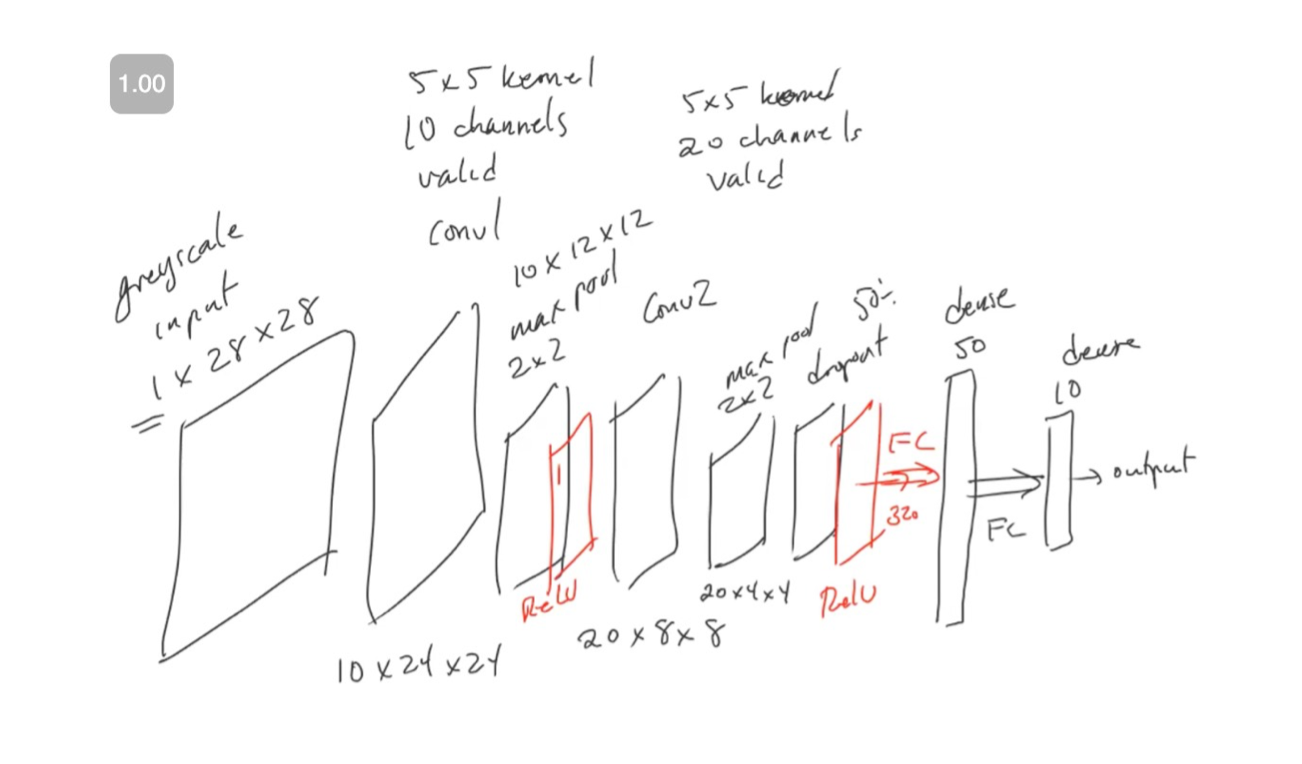 1.00
5x5 kernel
10 channels
valid
Conv1
5x5 kernel
20 channels
valid
greyscale
input
1 x 28 x 28
10 x 12 x 12
max pool
2x2
Conv2
max pool
2x2
50%
dropout
dense
50
dense
10
FC
320
FC
output
ReLU
20x4x4
ReLU
20 x 8 x 8
10 x 24 x 24